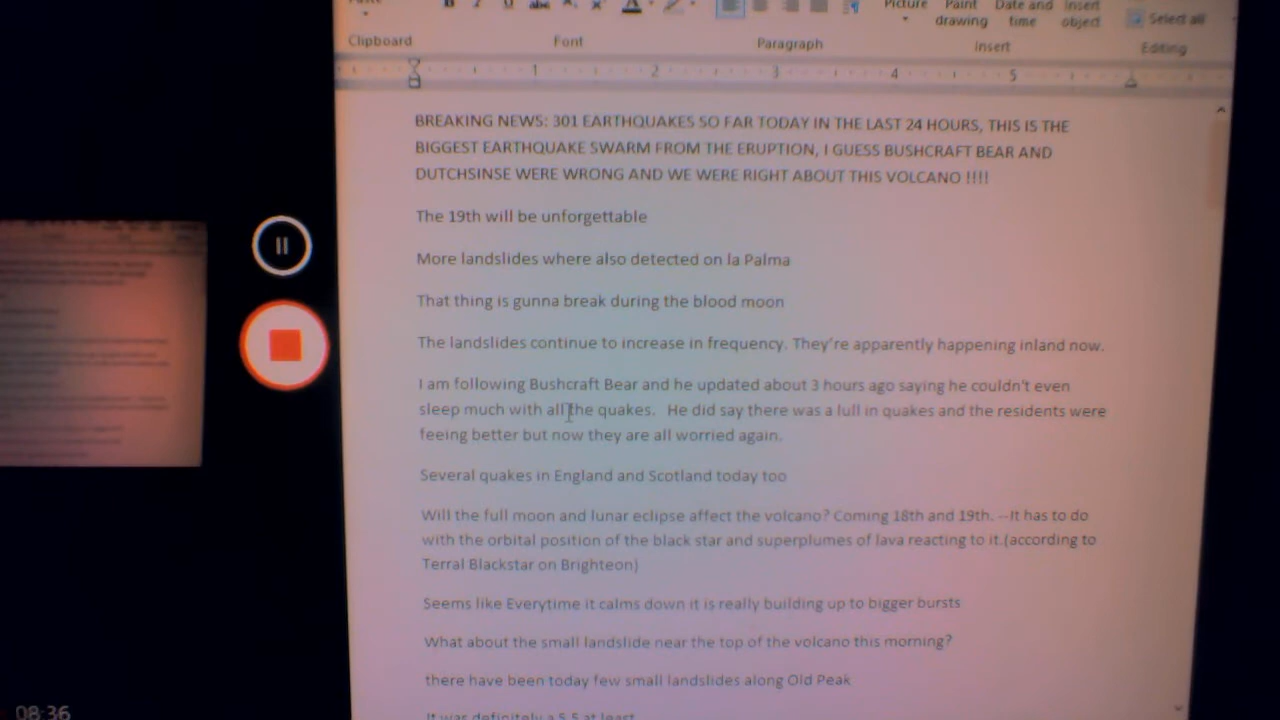 Picture
Paint drawing
Date and time
Insert object
Select all
Clipboard
Font
Paragraph
Insert
Editing
1 2 3 4 5
BREAKING NEWS: 301 EARTHQUAKES SO FAR TODAY IN THE LAST 24 HOURS, THIS IS THE
BIGGEST EARTHQUAKE SWARM FROM THE ERUPTION, I GUESS BUSHCRAFT BEAR AND
DUTCHSINSE WERE WRONG AND WE WERE RIGHT ABOUT THIS VOLCANO !!!!
The 19th will be unforgettable
More landslides where also detected on la Palma
That thing is gunna break during the blood moon
The landslides continue to increase in frequency. They're apparently happening inland now.
I am following Bushcraft Bear and he updated about 3 hours ago saying he couldn't even
sleep much with all the quakes.   He did say there was a lull in quakes and the residents were
feeing better but now they are all worried again.
Several quakes in England and Scotland today too
Will the full moon and lunar eclipse affect the volcano? Coming 18th and 19th. --It has to do
with the orbital position of the black star and superplumes of lava reacting to it.(according to
Terral Blackstar on Brighteon)
Seems like Everytime it calms down it is really building up to bigger bursts
What about the small landslide near the top of the volcano this morning?
there have been today few small landslides along Old Peak
It was definitely a 5.5 at least
08:36